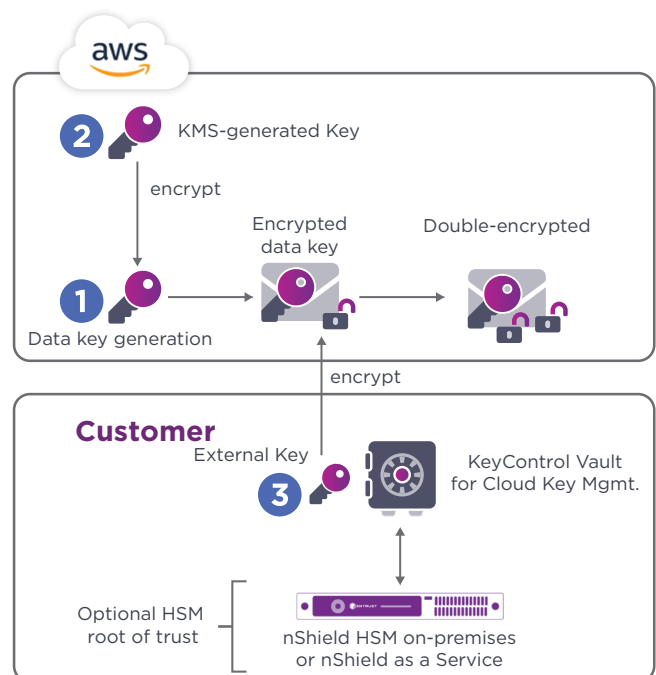 aws
2
KMS-generated Key
encrypt
Encrypted
data key
Double-encrypted
1
Data key generation
encrypt
Customer
External Key
3
KeyControl Vault
for Cloud Key Mgmt.
Optional HSM
root of trust
ENTRUST
nShield HSM on-premises
or nShield as a Service